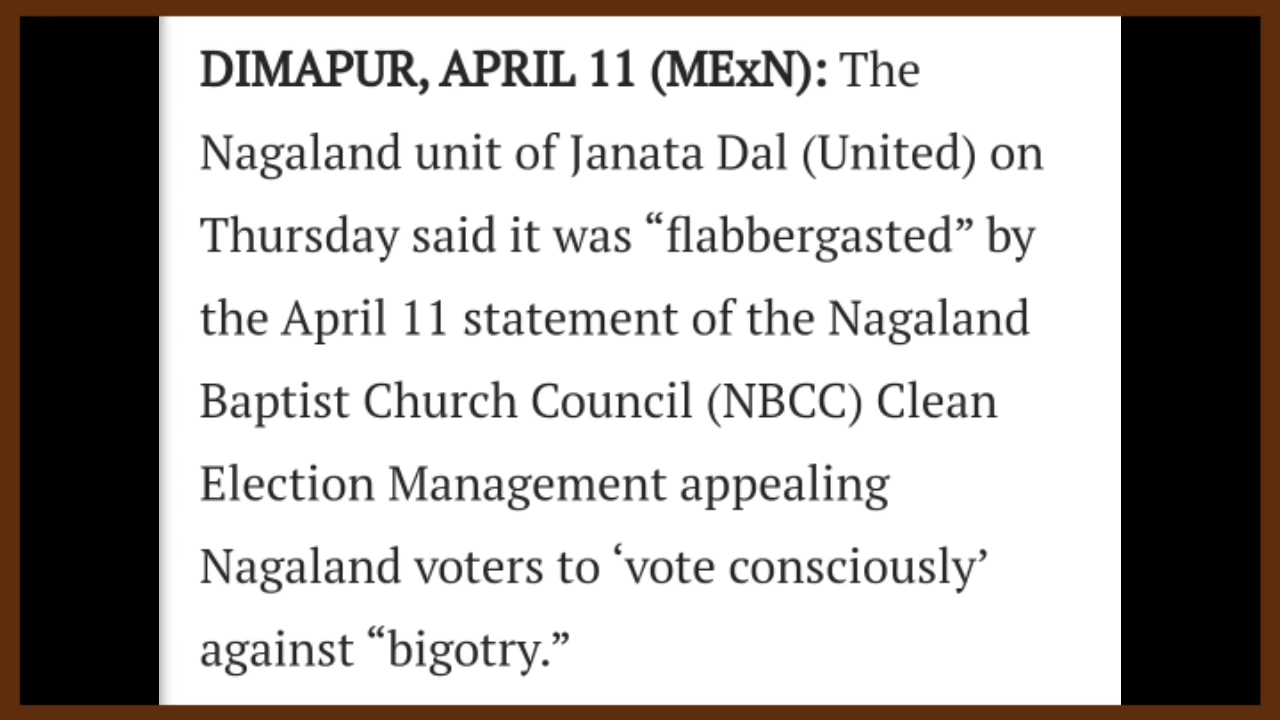 DIMAPUR, APRIL 11 (MExN): The
Nagaland unit of Janata Dal (United) on
Thursday said it was “flabbergasted” by
the April 11 statement of the Nagaland
Baptist Church Council (NBCC) Clean
Election Management appealing
Nagaland voters to ‘vote consciously’
against “bigotry.”